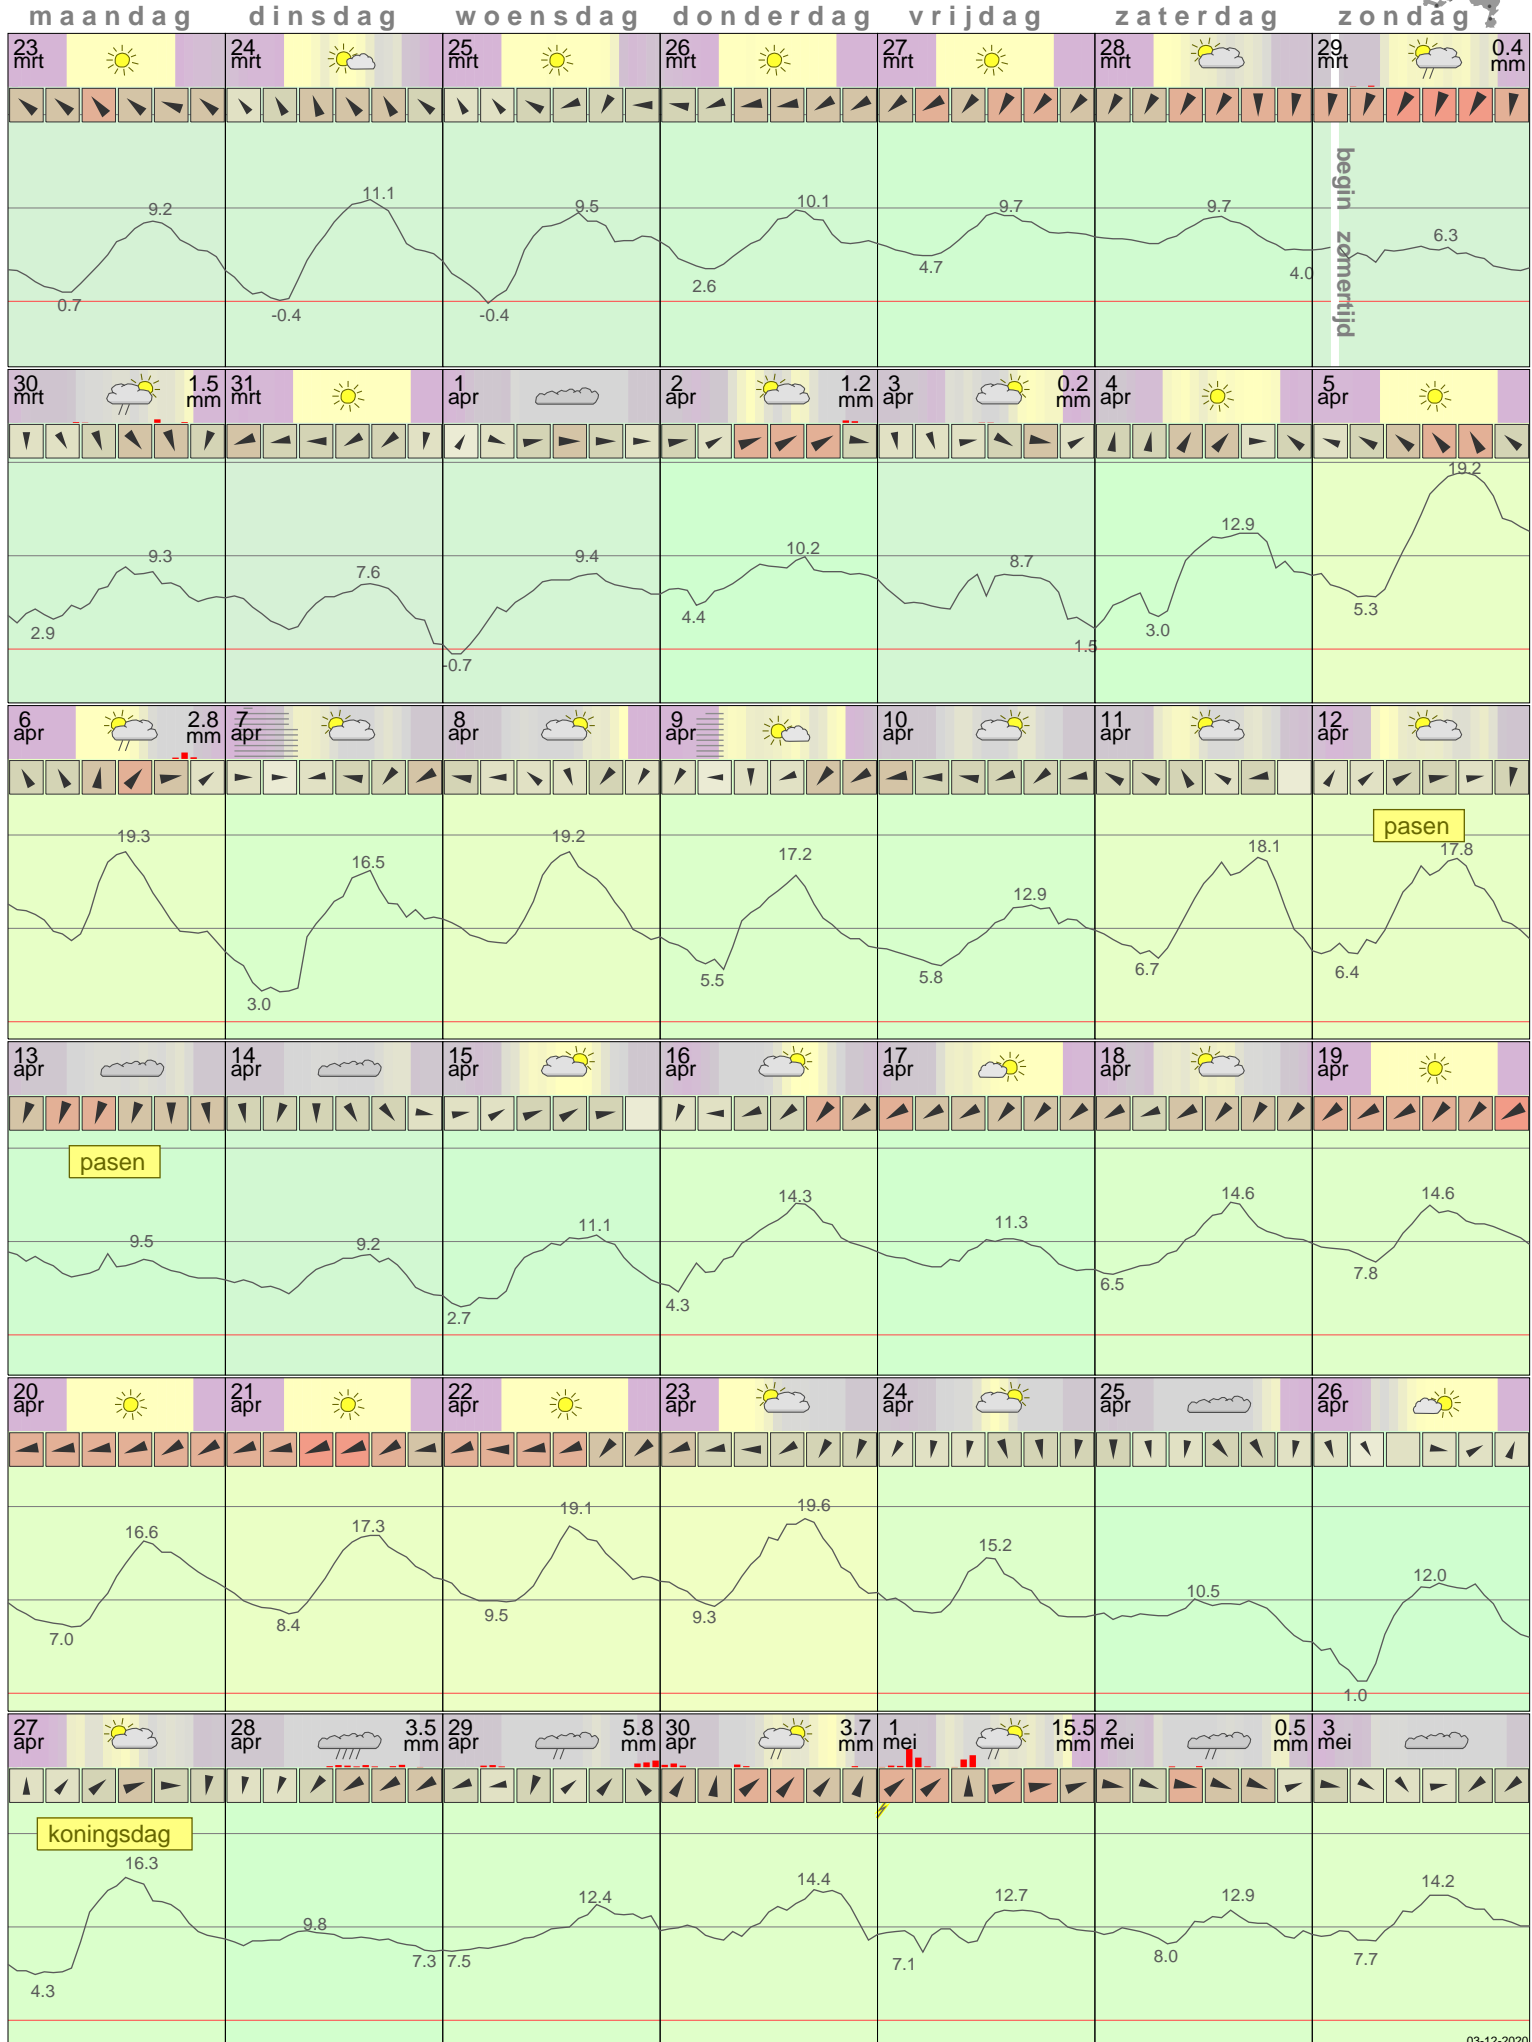 maandag dinsdag woensdag donderdag vrijdag zaterdag zondag
23 24 25 26 27 28 29 0.4
mrt mrt mrt mrt mrt mrt mrt mm
begin zomertijd
9.2 11.1 9.5 10.1 9.7 9.7 6.3
0.7 -0.4 -0.4 2.6 4.7 4.0
30 1.5 31 1 2 1.2 3 0.2 4 5
mrt mm mrt apr apr mm apr mm apr apr
9.3 7.6 9.4 10.2 8.7 12.9 19.2
2.9 -0.7 4.4 1.5 3.0 5.3
6 2.8 7 8 9 10 11 12
apr mm apr apr apr apr apr apr
pasen
19.3 16.5 19.2 17.2 12.9 18.1 17.8
3.0 5.5 5.8 6.7 6.4
13 14 15 16 17 18 19
apr apr apr apr apr apr apr
pasen
9.5 9.2 11.1 14.3 11.3 14.6 14.6
2.7 4.3 6.5 7.8
20 21 22 23 24 25 26
apr apr apr apr apr apr apr
16.6 17.3 19.1 19.6 15.2 10.5 12.0
7.0 8.4 9.5 9.3 1.0
27 28 3.5 29 5.8 30 3.7 1 15.5 2 0.5 3
apr apr mm apr mm apr mm mei mm mei mm mei
koningsdag
16.3 9.8 12.4 14.4 12.7 12.9 14.2
4.3 7.3 7.5 7.1 8.0 7.7
03-12-2020